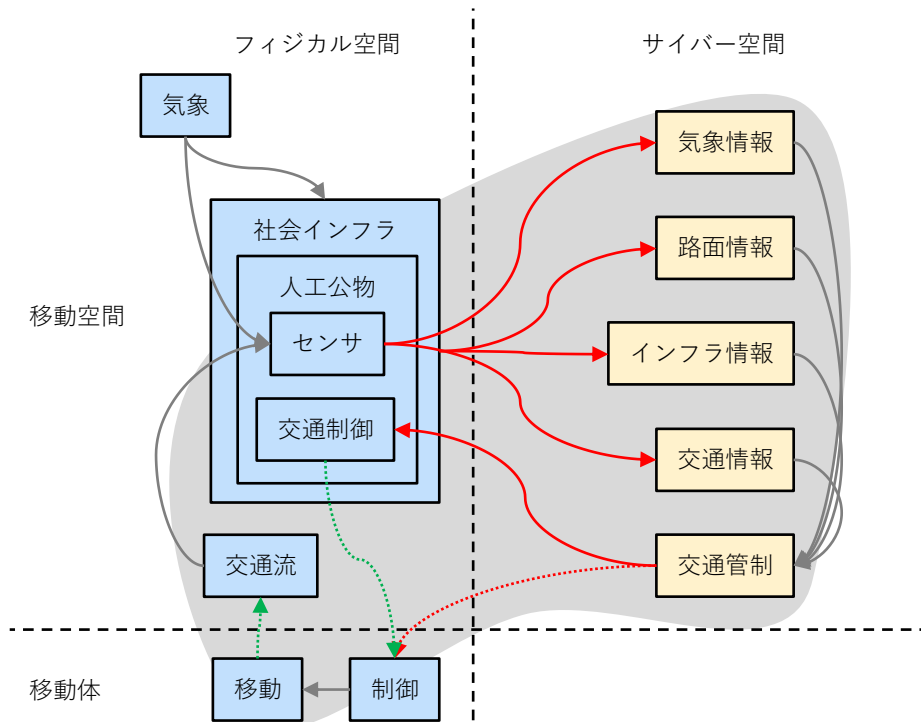 フィジカル空間
サイバー空間
気象
気象情報
社会インフラ
路面情報
人工公物
移動空間
センサ
インフラ情報
交通制御
交通情報
交通流
交通管制
移動体
移動
制御